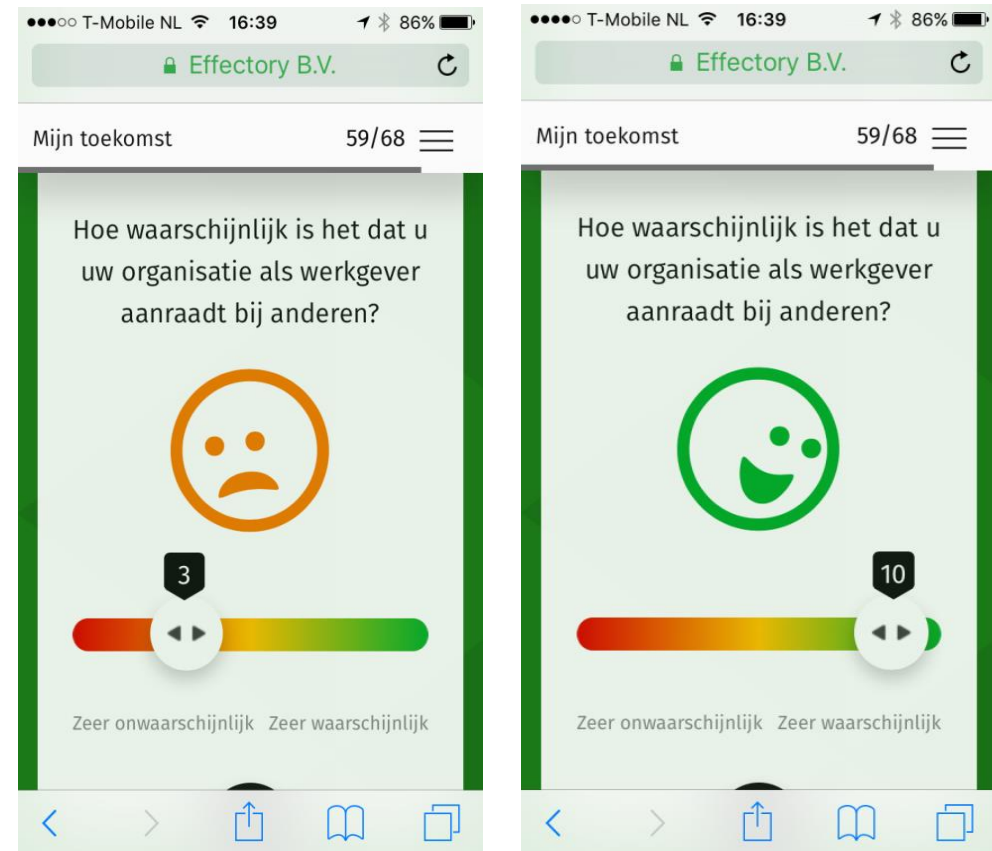 T-Mobile NL 16:39 86%
Effectory B.V.
Mijn toekomst 59/68
Hoe waarschijnlijk is het dat u
uw organisatie als werkgever
aanraadt bij anderen?
3
Zeer onwaarschijnlijk Zeer waarschijnlijk
T-Mobile NL 16:39 86%
Effectory B.V.
Mijn toekomst 59/68
Hoe waarschijnlijk is het dat u
uw organisatie als werkgever
aanraadt bij anderen?
10
Zeer onwaarschijnlijk Zeer waarschijnlijk